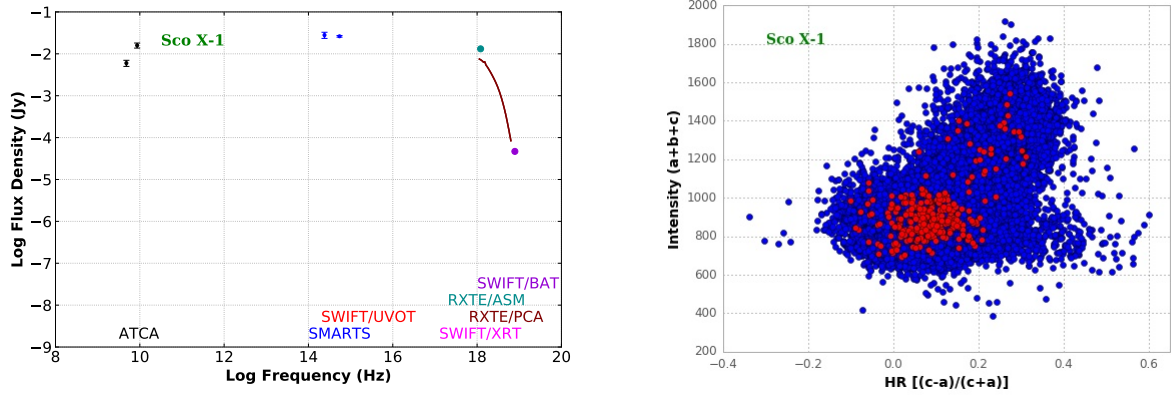 Sco X-1
Log Flux Density (Jy)
−1
−2
−3
−4
−5
−6
−7
−8
−9
SWIFT/BAT
RXTE/ASM
SWIFT/UVOT RXTE/PCA
ATCA SMARTS SWIFT/XRT
8 10 12 14 16 18 20
Log Frequency (Hz)
Sco X-1
Intensity (a+b+c)
2000
1800
1600
1400
1200
1000
800
600
400
200
−0.4 −0.2 0.0 0.2 0.4 0.6
HR [(c-a)/(c+a)]